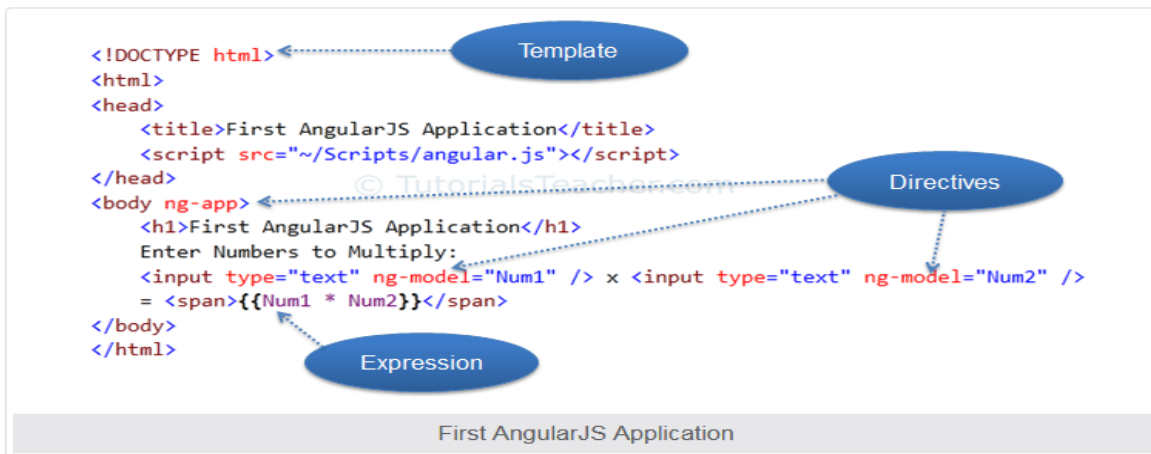 Template
<!DOCTYPE html>
<html>
<head>
<title>First AngularJS Application</title>
<script src="~/Scripts/angular.js"></script>
</head>
© TutorialsTeacher.com
Directives
<body ng-app>
<h1>First AngularJS Application</h1>
Enter Numbers to Multiply:
<input type="text" ng-model="Num1" /> x <input type="text" ng-model="Num2" />
= <span>{{Num1 * Num2}}</span>
</body>
</html>
Expression
First AngularJS Application